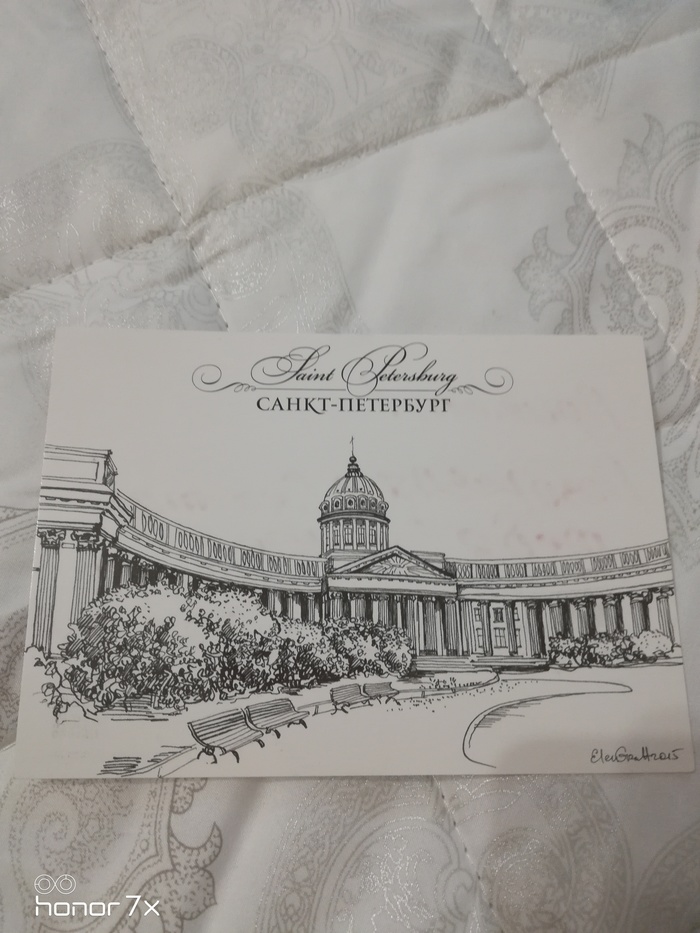 Saint Petersburg
САНКТ-ПЕТЕРБУРГ
honor 7x